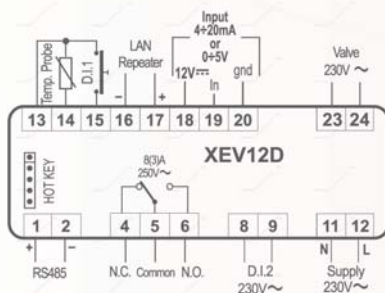 Input
4÷20mA
or
0÷5V
LAN
Repeater
Valve
230V ~
Temp. Probe
D.I.1
12V
In
gnd
–
+
13 14 15 16 17 18 19 20 23 24
XEV12D
HOT KEY
8(3)A
250V~
1 2 4 5 6 8 9 11 12
+
–
N
L
RS485
N.C. Common N.O.
D.I.2
230V ~
Supply
230V ~